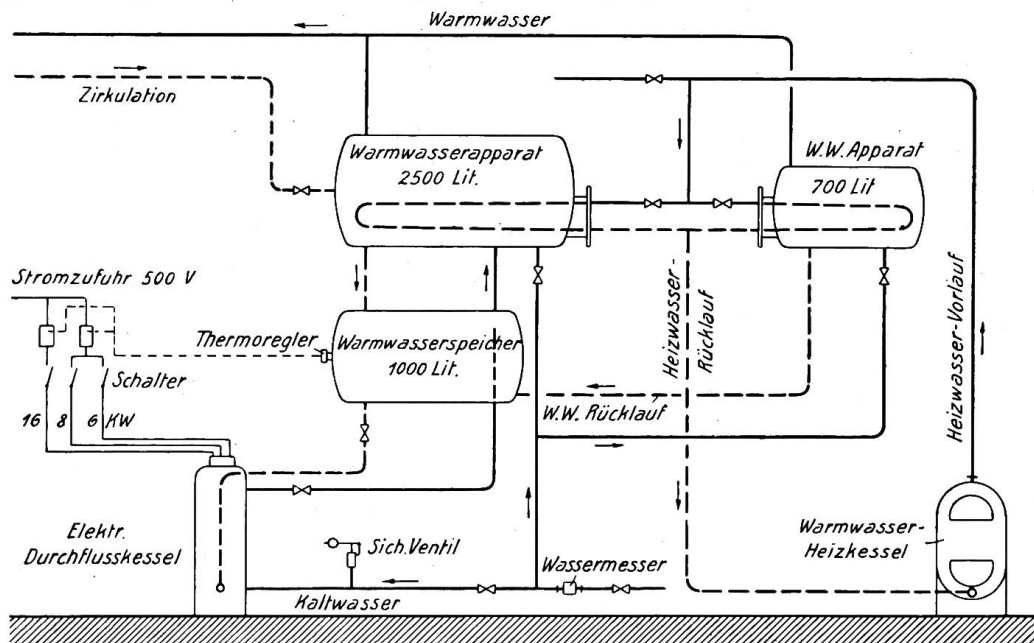 Warmwasser
Zirkulation
Warmwasserapparat
2500 Lit.
W.W. Apparat
700 Lit
Stromzufuhr 500 V
Thermoregler
Warmwasserspeicher
1000 Lit.
Heizwasser-
Rücklauf
Heizwasser-Vorlauf
Schalter
16 8 6 KW
W.W. Rücklauf
Elektr.
Durchflusskessel
Sich. Ventil
Wassermesser
Warmwasser-
Heizkessel
Kaltwasser